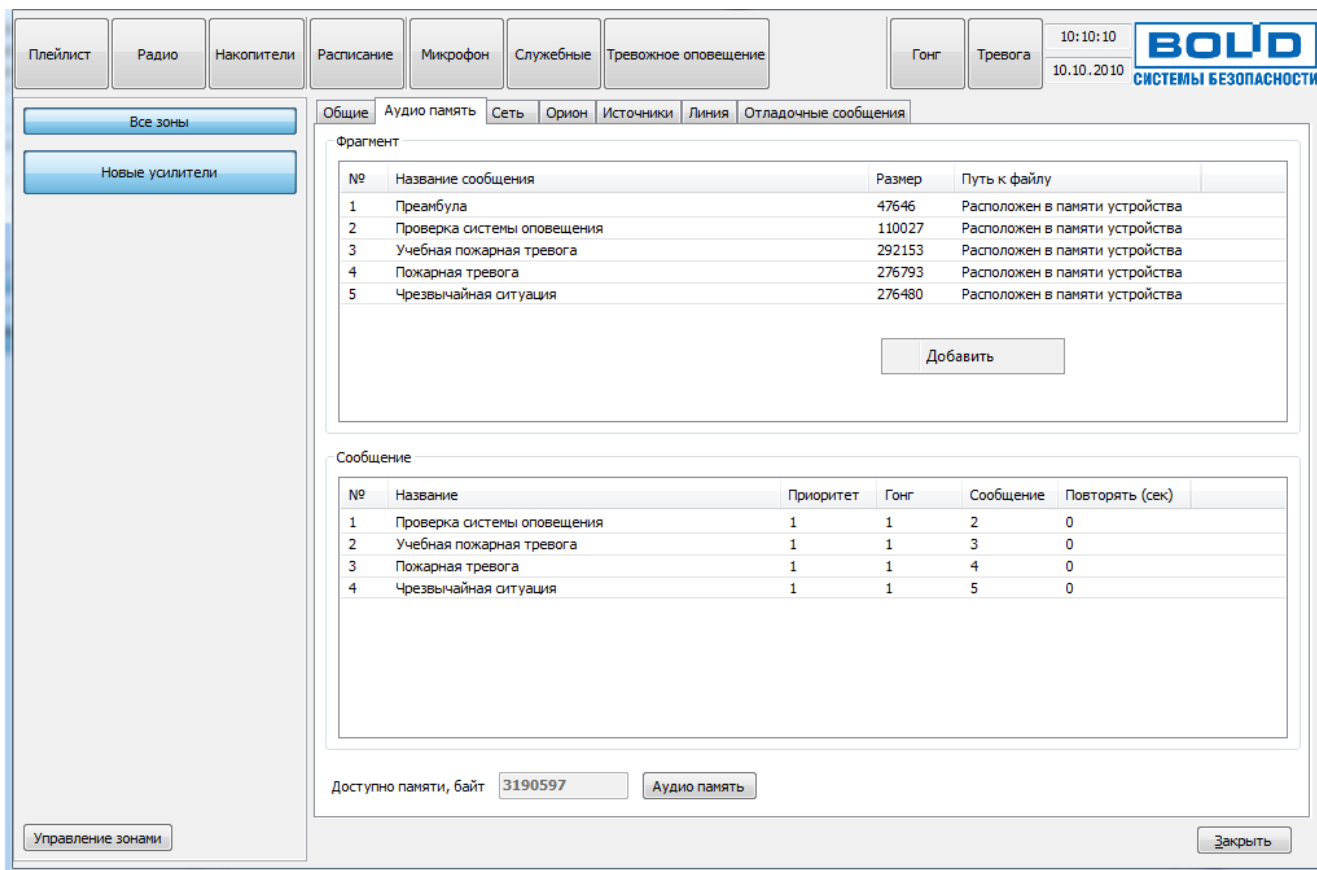 Плейлист Радио Накопители Расписание Микрофон Служебные Тревожное оповещение Гонг Тревога 10:10:10
10.10.2010
BOLID
СИСТЕМЫ БЕЗОПАСНОСТИ
Все зоны
Новые усилители
Общие Аудио память Сеть Орион Источники Линия Отладочные сообщения
Фрагмент
№ Название сообщения Размер Путь к файлу
1 Преамбула 47646 Расположен в памяти устройства
2 Проверка системы оповещения 110027 Расположен в памяти устройства
3 Учебная пожарная тревога 292153 Расположен в памяти устройства
4 Пожарная тревога 276793 Расположен в памяти устройства
5 Чрезвычайная ситуация 276480 Расположен в памяти устройства
Добавить
Сообщение
№ Название Приоритет Гонг Сообщение Повторять (сек)
1 Проверка системы оповещения 1 1 2 0
2 Учебная пожарная тревога 1 1 3 0
3 Пожарная тревога 1 1 4 0
4 Чрезвычайная ситуация 1 1 5 0
Доступно памяти, байт 3190597 Аудио память
Управление зонами
Закрыть